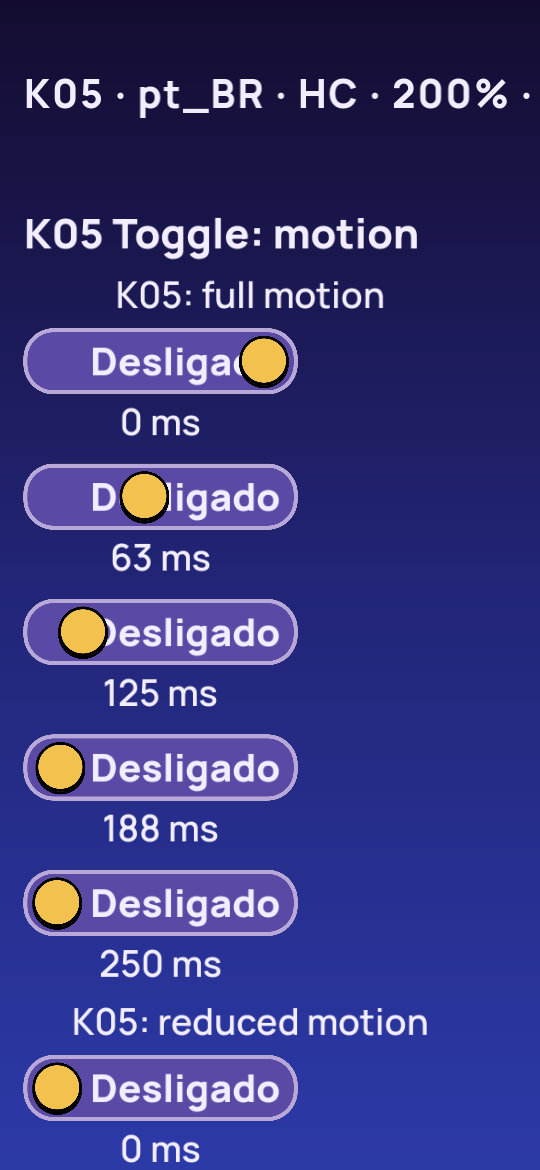 K05 · pt_BR · HC · 200% ·
K05 Toggle: motion
K05: full motion
0 ms
63 ms
Desligado
125 ms
Desligado
188 ms
Desligado
250 ms
K05: reduced motion
Desligado
0 ms